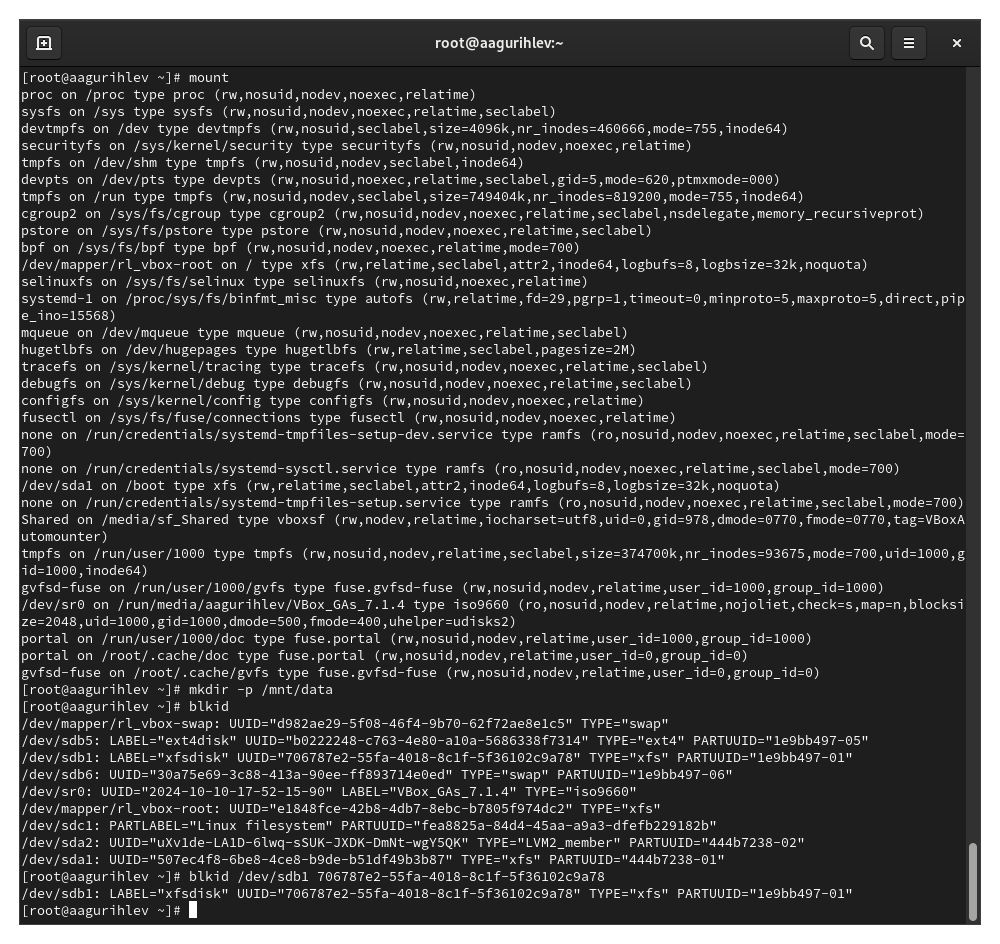 root@aagurihlev:~
[root@aagurihlev ~]# mount
proc on /proc type proc (rw,nosuid,nodev,noexec,relatime)
sysfs on /sys type sysfs (rw,nosuid,nodev,noexec,relatime,seclabel)
devtmpfs on /dev type devtmpfs (rw,nosuid,seclabel,size=4096k,nr_inodes=460666,mode=755,inode64)
securityfs on /sys/kernel/security type securityfs (rw,nosuid,nodev,noexec,relatime)
tmpfs on /dev/shm type tmpfs (rw,nosuid,nodev,seclabel,inode64)
devpts on /dev/pts type devpts (rw,nosuid,noexec,relatime,seclabel,gid=5,mode=620,ptmxmode=000)
tmpfs on /run type tmpfs (rw,nosuid,nodev,seclabel,size=749404k,nr_inodes=819200,mode=755,inode64)
cgroup2 on /sys/fs/cgroup type cgroup2 (rw,nosuid,nodev,noexec,relatime,seclabel,nsdelegate,memory_recursiveprot)
pstore on /sys/fs/pstore type pstore (rw,nosuid,nodev,noexec,relatime,seclabel)
bpf on /sys/fs/bpf type bpf (rw,nosuid,nodev,noexec,relatime,mode=700)
/dev/mapper/rl_vbox-root on / type xfs (rw,relatime,seclabel,attr2,inode64,logbufs=8,logbsize=32k,noquota)
selinuxfs on /sys/fs/selinux type selinuxfs (rw,nosuid,noexec,relatime)
systemd-1 on /proc/sys/fs/binfmt_misc type autofs (rw,relatime,fd=29,pgrp=1,timeout=0,minproto=5,maxproto=5,direct,pip
e_ino=15568)
mqueue on /dev/mqueue type mqueue (rw,nosuid,nodev,noexec,relatime,seclabel)
hugetlbfs on /dev/hugepages type hugetlbfs (rw,relatime,seclabel,pagesize=2M)
tracefs on /sys/kernel/tracing type tracefs (rw,nosuid,nodev,noexec,relatime,seclabel)
debugfs on /sys/kernel/debug type debugfs (rw,nosuid,nodev,noexec,relatime,seclabel)
configfs on /sys/kernel/config type configfs (rw,nosuid,nodev,noexec,relatime)
fusectl on /sys/fs/fuse/connections type fusectl (rw,nosuid,nodev,noexec,relatime)
none on /run/credentials/systemd-tmpfiles-setup-dev.service type ramfs (ro,nosuid,nodev,noexec,relatime,seclabel,mode=
700)
none on /run/credentials/systemd-sysctl.service type ramfs (ro,nosuid,nodev,noexec,relatime,seclabel,mode=700)
/dev/sda1 on /boot type xfs (rw,relatime,seclabel,attr2,inode64,logbufs=8,logbsize=32k,noquota)
none on /run/credentials/systemd-tmpfiles-setup.service type ramfs (ro,nosuid,nodev,noexec,relatime,seclabel,mode=700)
Shared on /media/sf_Shared type vboxsf (rw,nodev,relatime,iocharset=utf8,uid=0,gid=978,dmode=0770,fmode=0770,tag=VBoxA
utomounter)
tmpfs on /run/user/1000 type tmpfs (rw,nosuid,nodev,relatime,seclabel,size=374700k,nr_inodes=93675,mode=700,uid=1000,g
id=1000,inode64)
gvfsd-fuse on /run/user/1000/gvfs type fuse.gvfsd-fuse (rw,nosuid,nodev,relatime,user_id=1000,group_id=1000)
/dev/sr0 on /run/media/aagurihlev/VBox_GAs_7.1.4 type iso9660 (ro,nosuid,nodev,relatime,nojoliet,check=s,map=n,blocksi
ze=2048,uid=1000,gid=1000,dmode=500,fmode=400,uhelper=udisks2)
portal on /run/user/1000/doc type fuse.portal (rw,nosuid,nodev,relatime,user_id=1000,group_id=1000)
portal on /root/.cache/doc type fuse.portal (rw,nosuid,nodev,relatime,user_id=0,group_id=0)
gvfsd-fuse on /root/.cache/gvfs type fuse.gvfsd-fuse (rw,nosuid,nodev,relatime,user_id=0,group_id=0)
[root@aagurihlev ~]# mkdir -p /mnt/data
[root@aagurihlev ~]# blkid
/dev/mapper/rl_vbox-swap: UUID="d982ae29-5f08-46f4-9b70-62f72ae8e1c5" TYPE="swap"
/dev/sdb5: LABEL="ext4disk" UUID="b0222248-c763-4e80-a10a-5686338f7314" TYPE="ext4" PARTUUID="1e9bb497-05"
/dev/sdb1: LABEL="xfsdisk" UUID="706787e2-55fa-4018-8c1f-5f36102c9a78" TYPE="xfs" PARTUUID="1e9bb497-01"
/dev/sdb6: UUID="30a75e69-3c88-413a-90ee-ff893714e0ed" TYPE="swap" PARTUUID="1e9bb497-06"
/dev/sr0: UUID="2024-10-10-17-52-15-90" LABEL="VBox_GAs_7.1.4" TYPE="iso9660"
/dev/mapper/rl_vbox-root: UUID="e1848fce-42b8-4db7-8ebc-b7805f974dc2" TYPE="xfs"
/dev/sdc1: PARTLABEL="Linux filesystem" PARTUUID="fea8825a-84d4-45aa-a9a3-dfefb229182b"
/dev/sda2: UUID="uXv1de-LA1D-6lwq-sSUK-JXDK-DmNt-wgY5QK" TYPE="LVM2_member" PARTUUID="444b7238-02"
/dev/sda1: UUID="507ec4f8-6be8-4ce8-b9de-b51df49b3b87" TYPE="xfs" PARTUUID="444b7238-01"
[root@aagurihlev ~]# blkid /dev/sdb1 706787e2-55fa-4018-8c1f-5f36102c9a78
/dev/sdb1: LABEL="xfsdisk" UUID="706787e2-55fa-4018-8c1f-5f36102c9a78" TYPE="xfs" PARTUUID="1e9bb497-01"
[root@aagurihlev ~]#